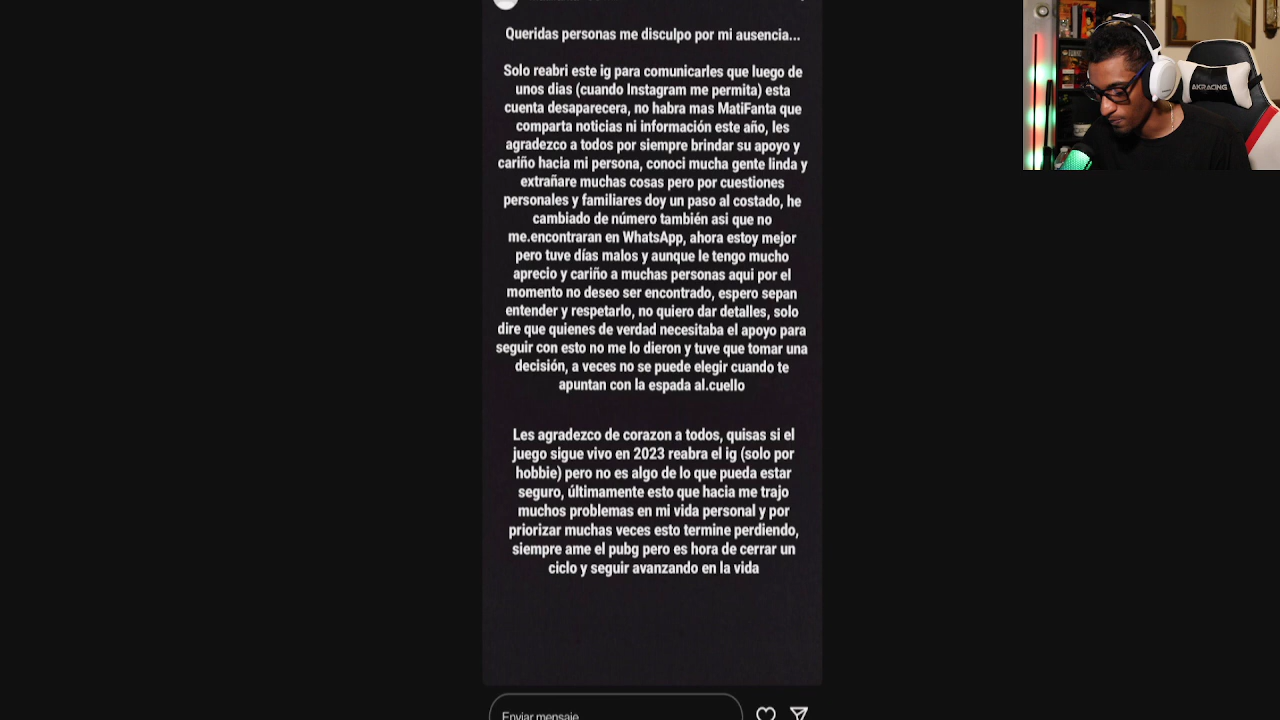 Queridas personas me disculpo por mi ausencia...
Solo reabri este ig para comunicarles que luego de
unos dias (cuando Instagram me permita) esta
cuenta desaparecera, no habra mas MatiFanta que
comparta noticias ni información este año, les
agradezco a todos por siempre brindar su apoyo y
cariño hacia mi persona, conoci mucha gente linda y
extrañare muchas cosas pero por cuestiones
personales y familiares doy un paso al costado, he
cambiado de número también asi que no
me.encontraran en WhatsApp, ahora estoy mejor
pero tuve días malos y aunque le tengo mucho
aprecio y cariño a muchas personas aqui por el
momento no deseo ser encontrado, espero sepan
entender y respetarlo, no quiero dar detalles, solo
dire que quienes de verdad necesitaba el apoyo para
seguir con esto no me lo dieron y tuve que tomar una
decisión, a veces no se puede elegir cuando te
apuntan con la espada al.cuello
Les agradezco de corazon a todos, quisas si el
juego sigue vivo en 2023 reabra el ig (solo por
hobbie) pero no es algo de lo que pueda estar
seguro, últimamente esto que hacia me trajo
muchos problemas en mi vida personal y por
priorizar muchas veces esto termine perdiendo,
siempre ame el pubg pero es hora de cerrar un
ciclo y seguir avanzando en la vida
Enviar mensaje
AKRACING